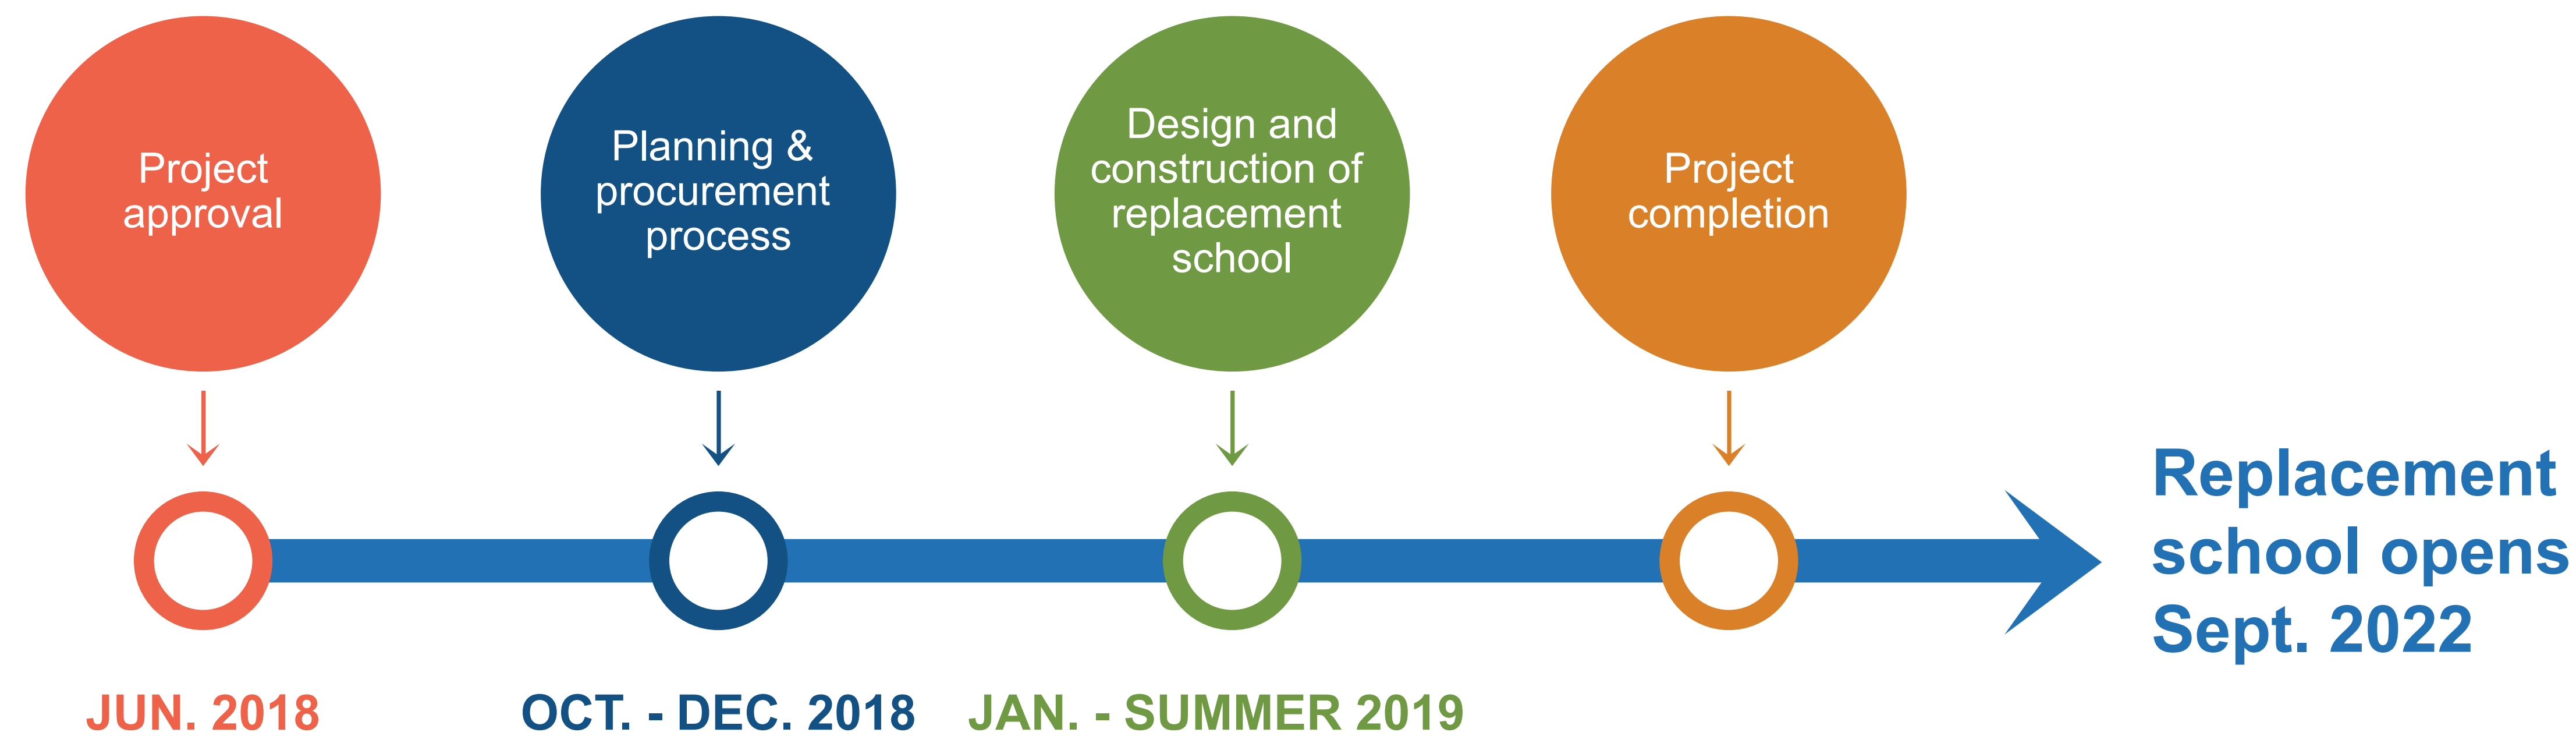 Project
approval
Planning &
procurement
process
Design and
construction of
replacement
school
Project
completion
Replacement
school opens
Sept. 2022
JUN. 2018
OCT. - DEC. 2018
JAN. - SUMMER 2019